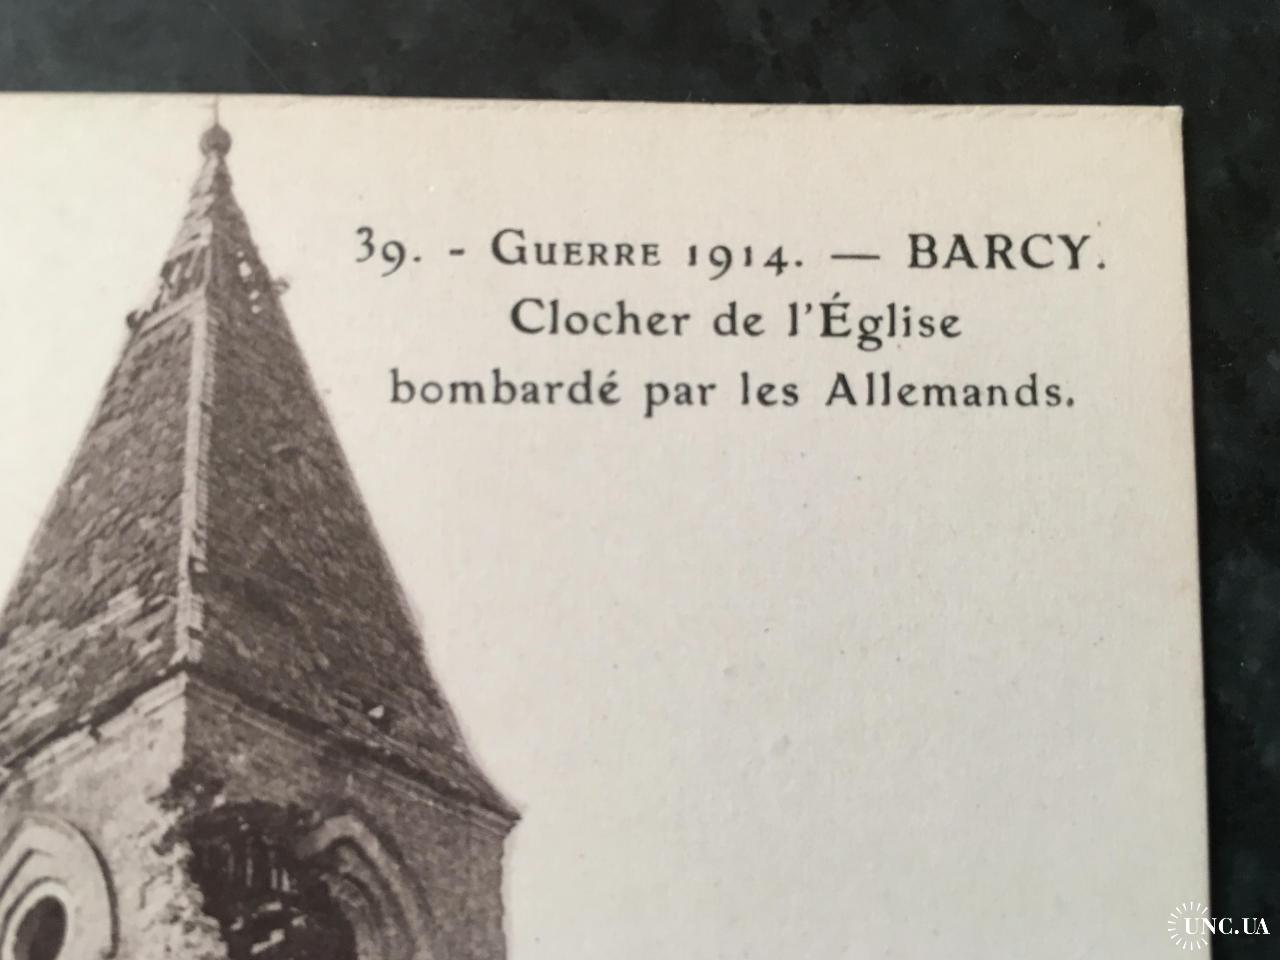 39. - GUERRE 1914. — BARCY.
Clocher de l'Église
bombardé par les Allemands.
UNC.UA